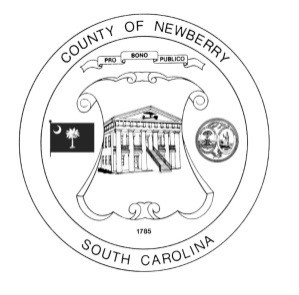 COUNTY OF NEWBERRY
PRO BONO PUBLICO
1785
SOUTH CAROLINA